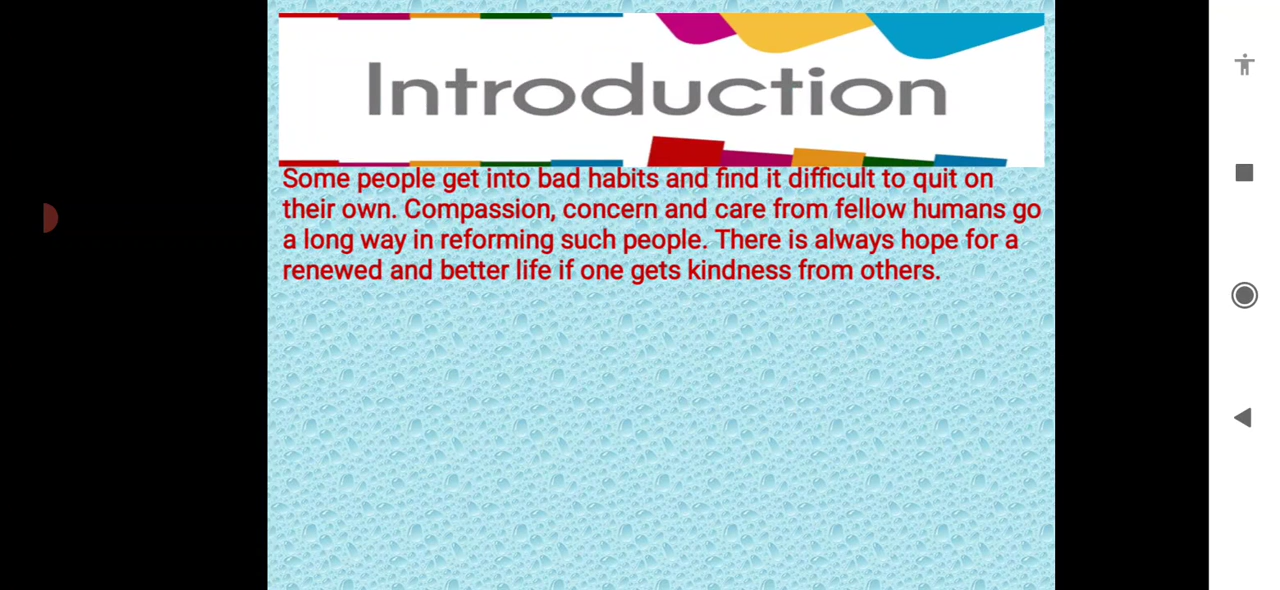 Introduction
Some people get into bad habits and find it difficult to quit on
their own. Compassion, concern and care from fellow humans go
a long way in reforming such people. There is always hope for a
renewed and better life if one gets kindness from others.